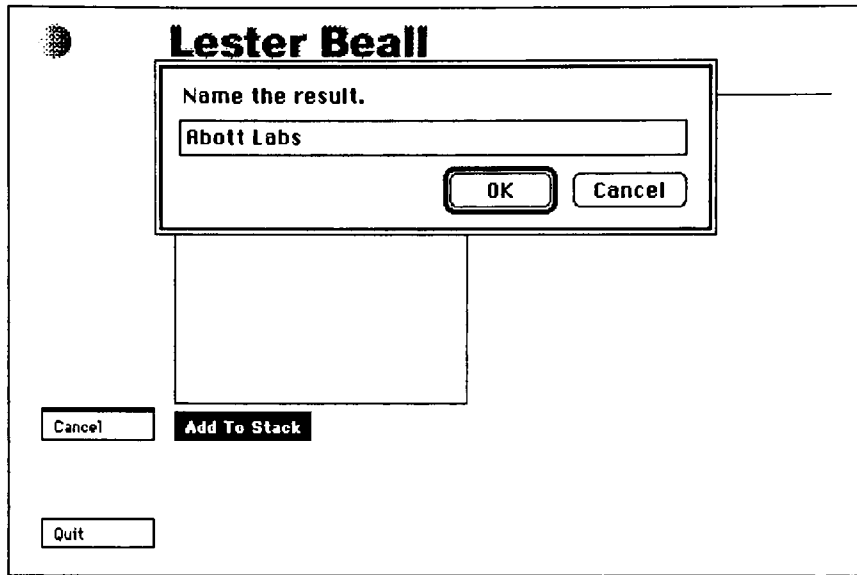 Lester Beall
Name the result.
Abott Labs
OK Cancel
Cancel Add To Stack
Quit